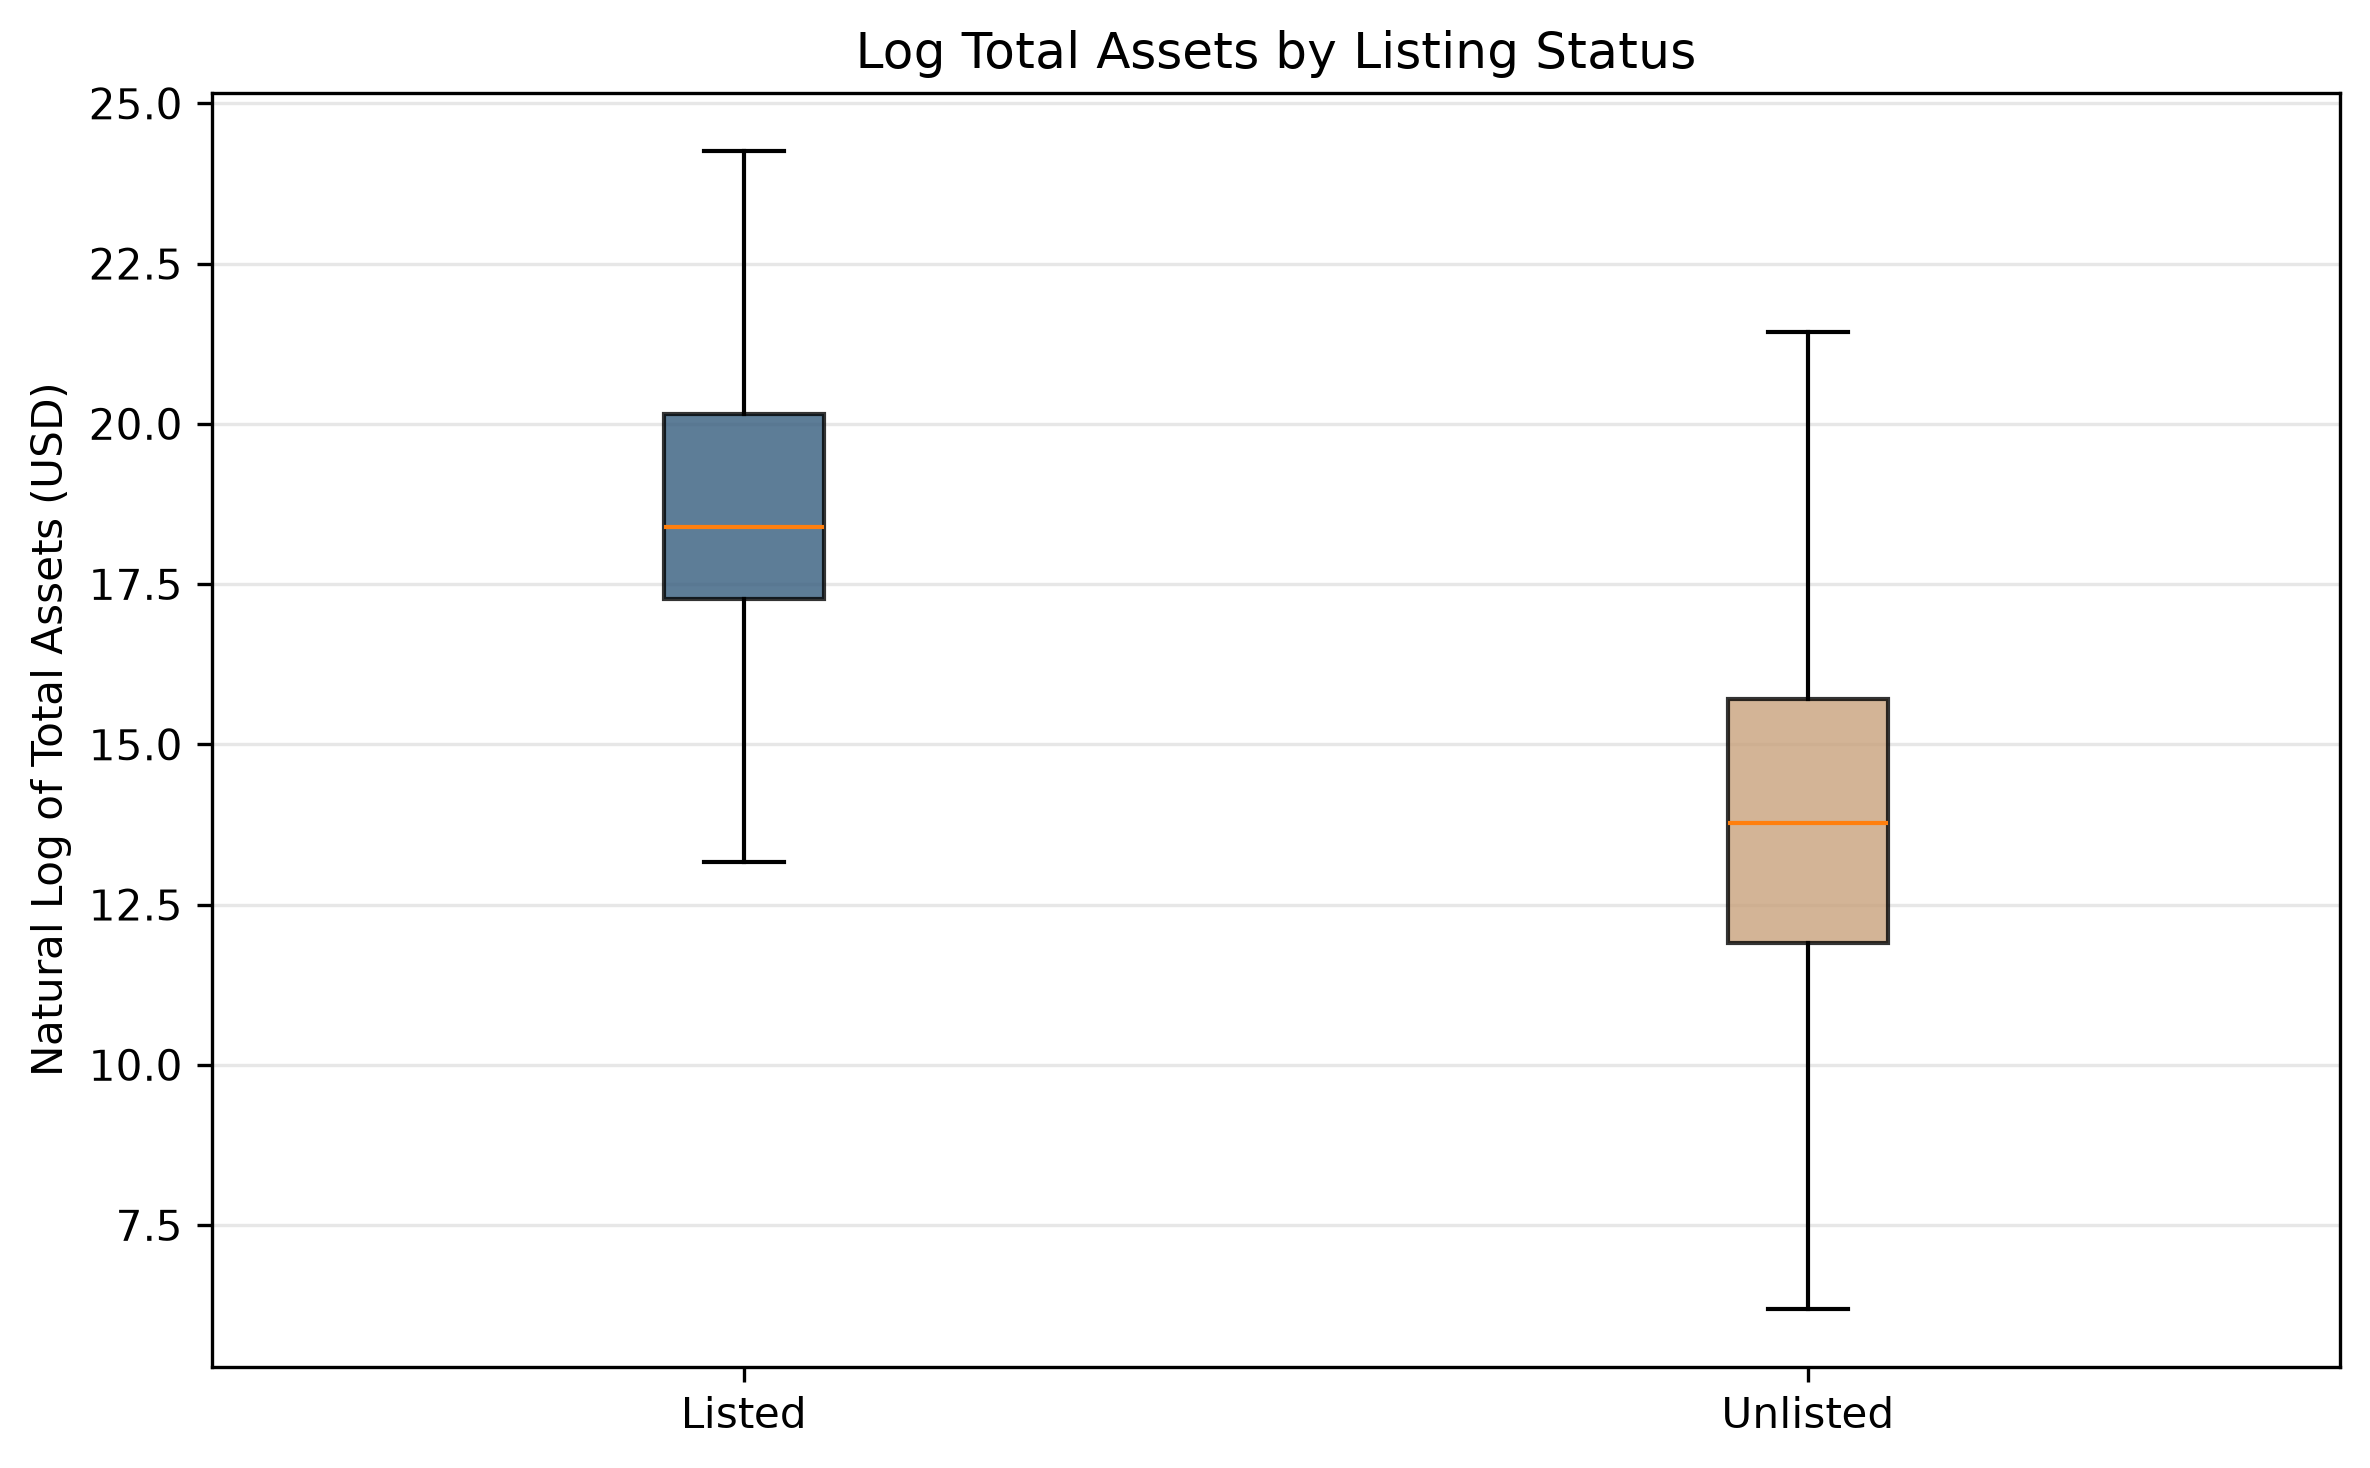 Log Total Assets by Listing Status
Natural Log of Total Assets (USD)
25.0
22.5
20.0
17.5
15.0
12.5
10.0
7.5
Listed
Unlisted